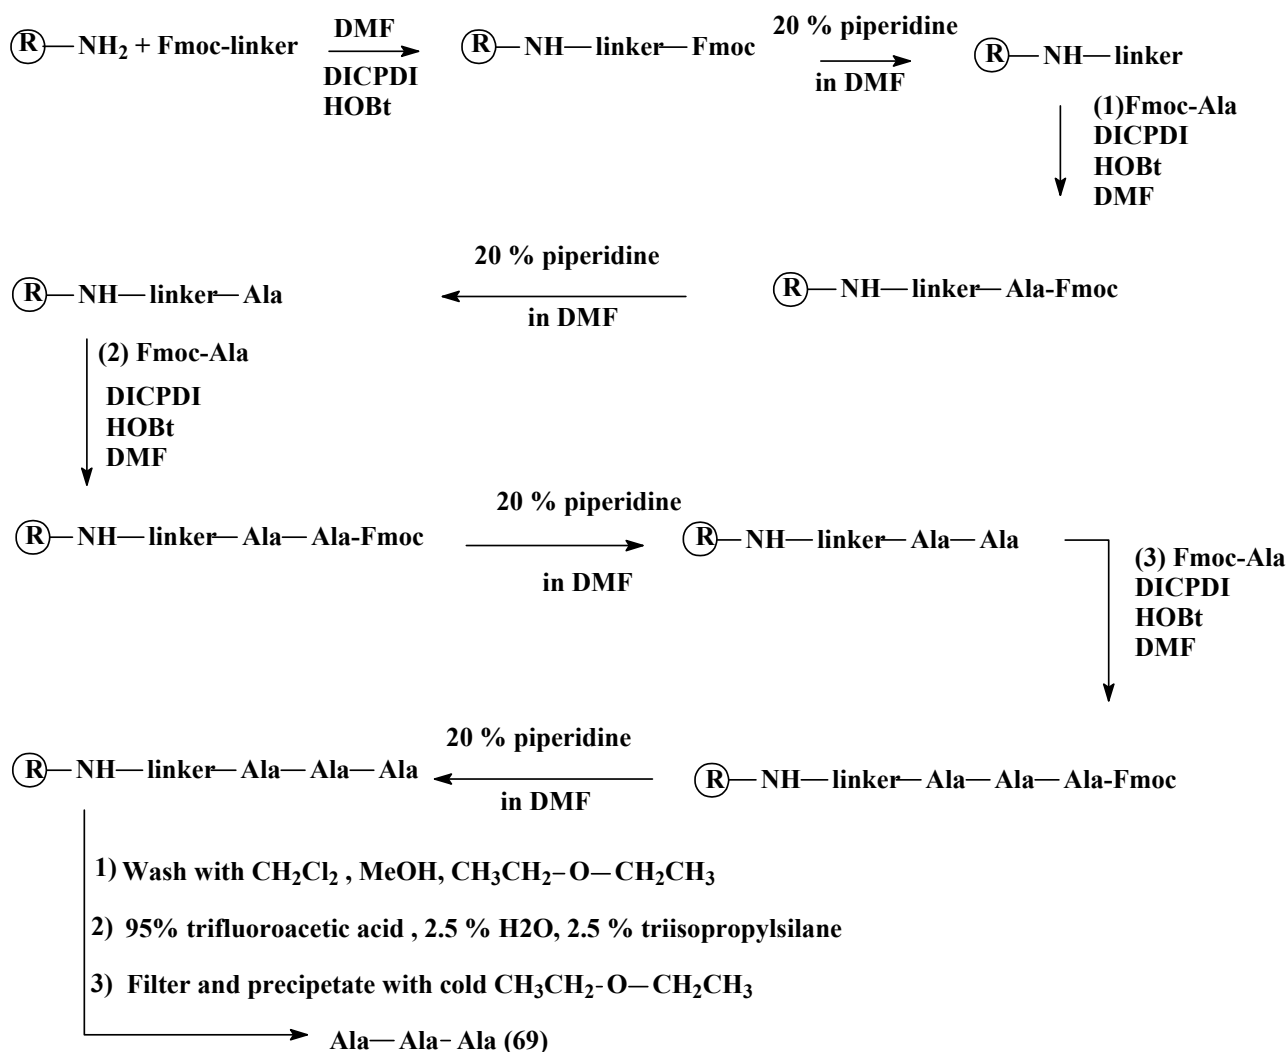 R—NH2 + Fmoc-linker
DMF
DICPDI
HOBt
R—NH—linker—Fmoc
20 % piperidine
in DMF
R—NH—linker
(1)Fmoc-Ala
DICPDI
HOBt
DMF
R—NH—linker—Ala-Fmoc
20 % piperidine
in DMF
R—NH—linker—Ala
(2) Fmoc-Ala
DICPDI
HOBt
DMF
R—NH—linker—Ala—Ala-Fmoc
20 % piperidine
in DMF
R—NH—linker—Ala—Ala
(3) Fmoc-Ala
DICPDI
HOBt
DMF
R—NH—linker—Ala—Ala—Ala-Fmoc
20 % piperidine
in DMF
R—NH—linker—Ala—Ala—Ala
1) Wash with CH2Cl2 , MeOH, CH3CH2-O—CH2CH3
2) 95% trifluoroacetic acid , 2.5 % H2O, 2.5 % triisopropylsilane
3) Filter and precipetate with cold CH3CH2-O—CH2CH3
Ala—Ala-Ala (69)